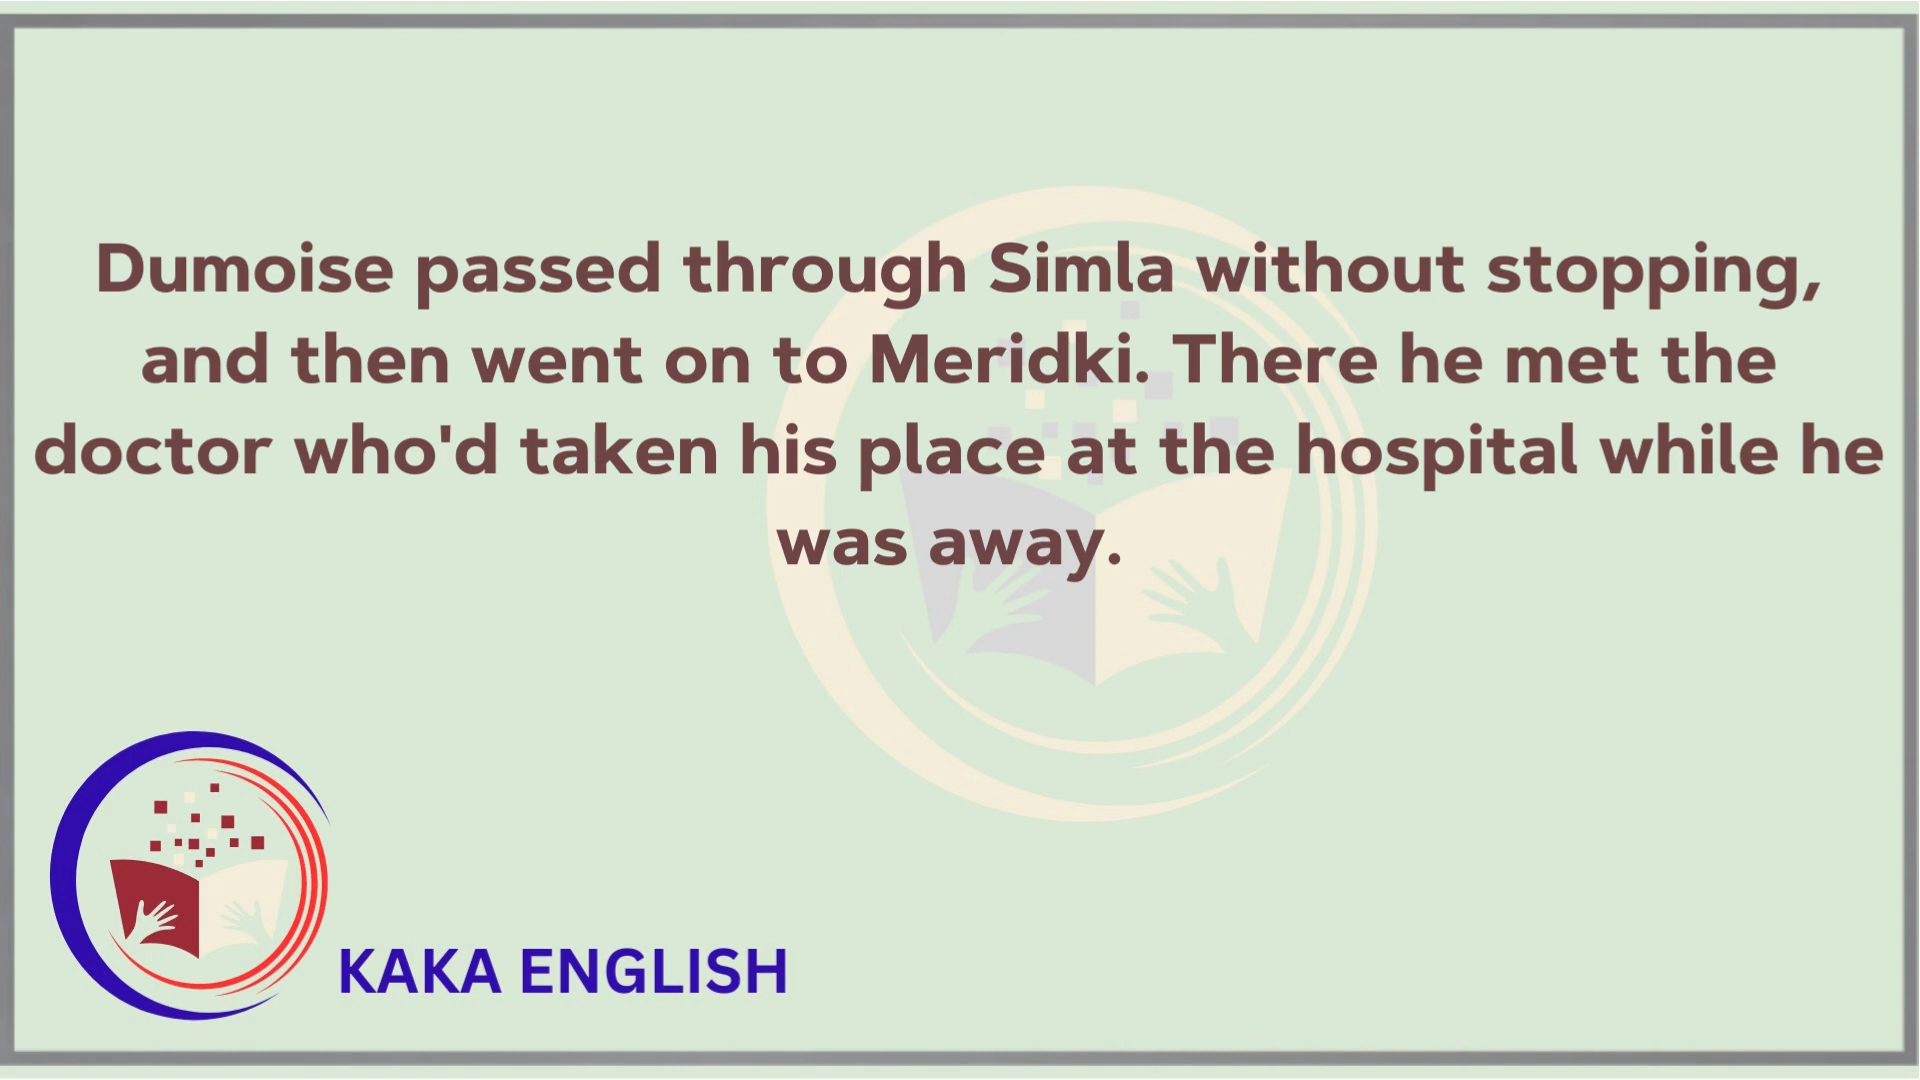 Dumoise passed through Simla without stopping,
and then went on to Meridki. There he met the
doctor who'd taken his place at the hospital while he
was away.
KAKA ENGLISH